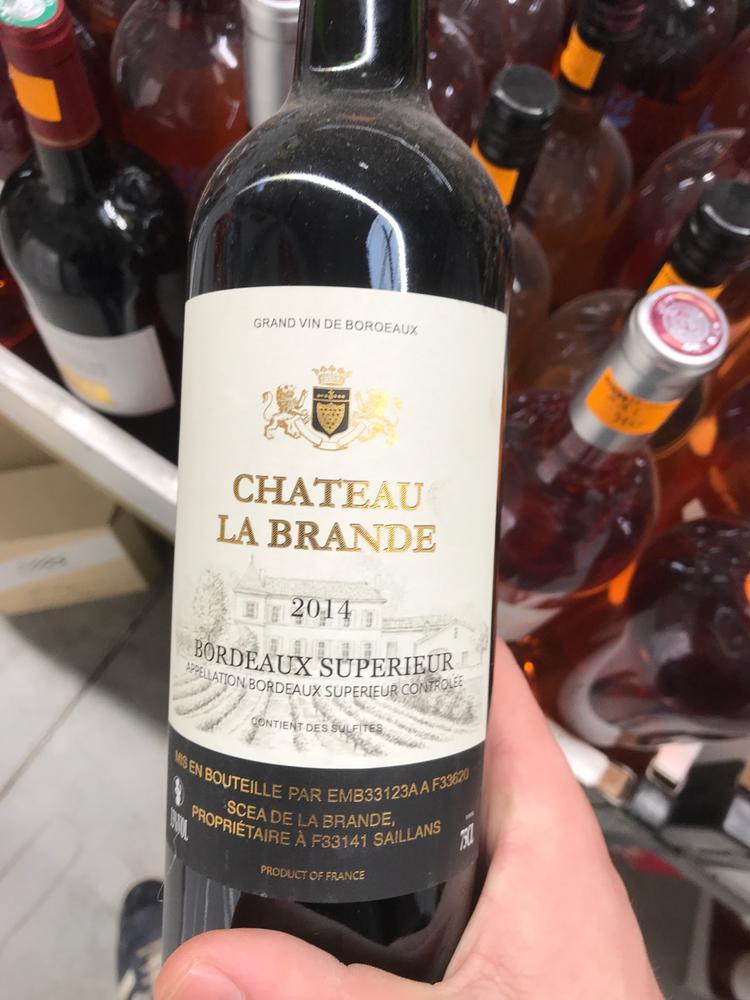 GRAND VIN DE BORDEAUX
CHATEAU
LA BRANDE
2014
BORDEAUX SUPERIEUR
APPELLATION BORDEAUX SUPERIEUR CONTROLÉE
CONTIENT DES SULFITES
MIS EN BOUTEILLE PAR EMB33123A A F33620
SCEA DE LA BRANDE,
PROPRIÉTAIRE À F33141 SAILLANS
75CL
PRODUCT OF FRANCE